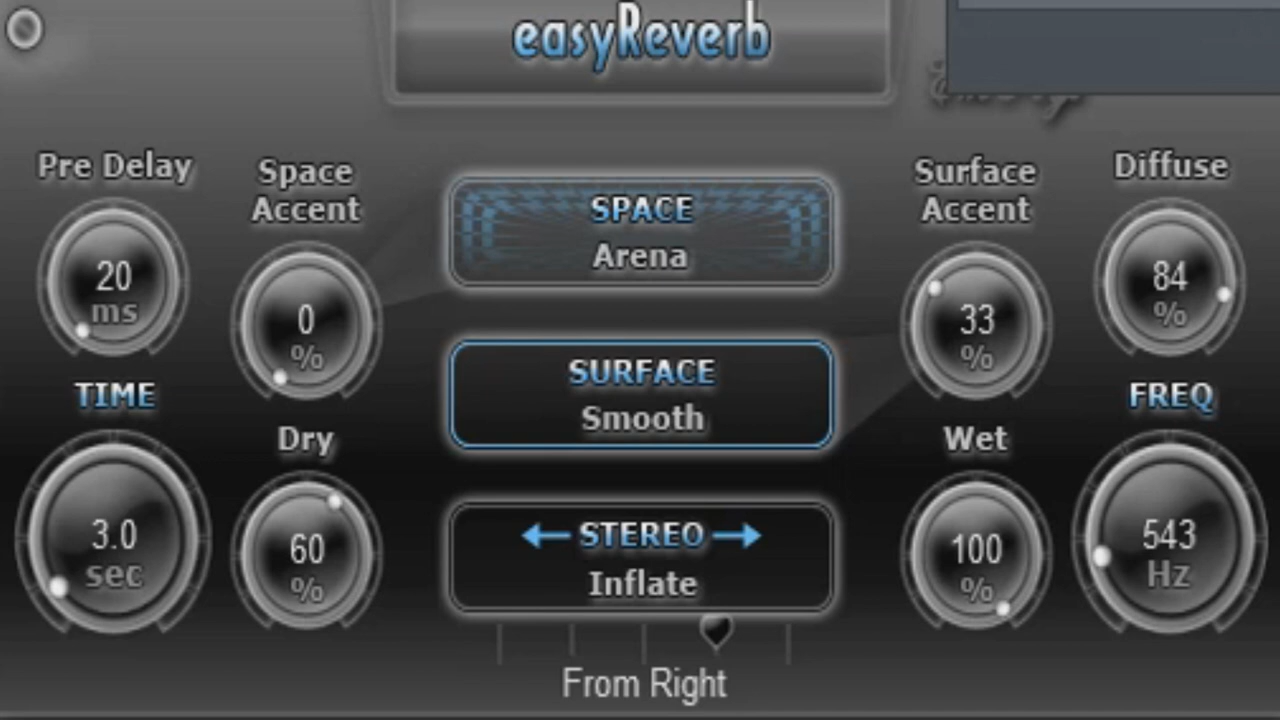 easyReverb
Pre Delay
20
ms
Space
Accent
0
%
SPACE
Arena
Surface
Accent
33
%
Diffuse
84
%
TIME
3.0
sec
Dry
60
%
SURFACE
Smooth
STEREO
Inflate
From Right
Wet
100
%
FREQ
543
Hz